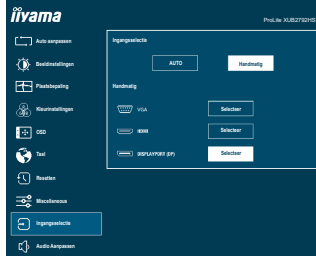 iiyama
ProLite XUB2792HS
Auto aanpassen
Beeldinstellingen
Plaatsbepaling
Kleurinstellingen
OSD
Taal
Resetten
Miscellaneous
Ingangsselectie
Audio Aanpassen
Ingangsselectie
AUTO
Handmatig
Handmatig
VGA
Selecteer
HDMI
Selecteer
DISPLAYPORT (DP)
Selecteer